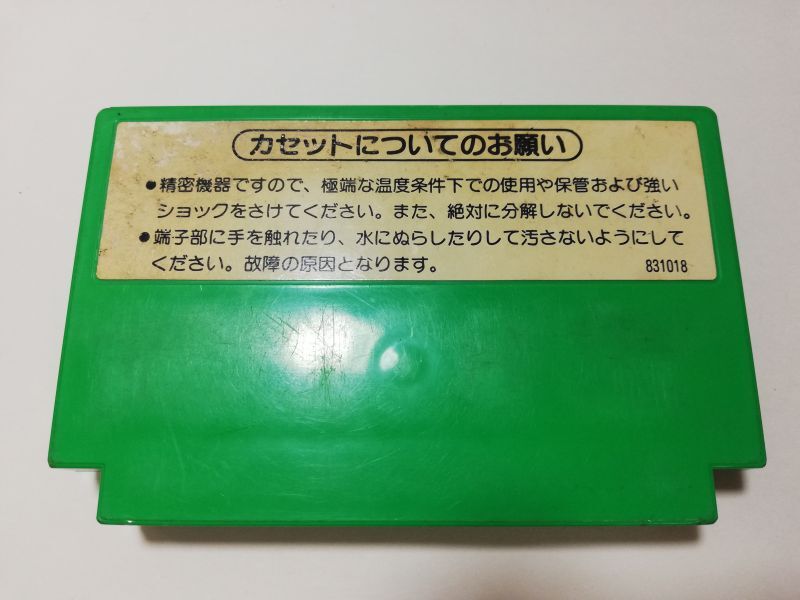 カセットについてのお願い
●精密機器ですので、極端な温度条件下での使用や保管および強い
ショックをさけてください。また、絶対に分解しないでください。
●端子部に手を触れたり、水にぬらしたりして汚さないようにして
ください。故障の原因となります。
831018